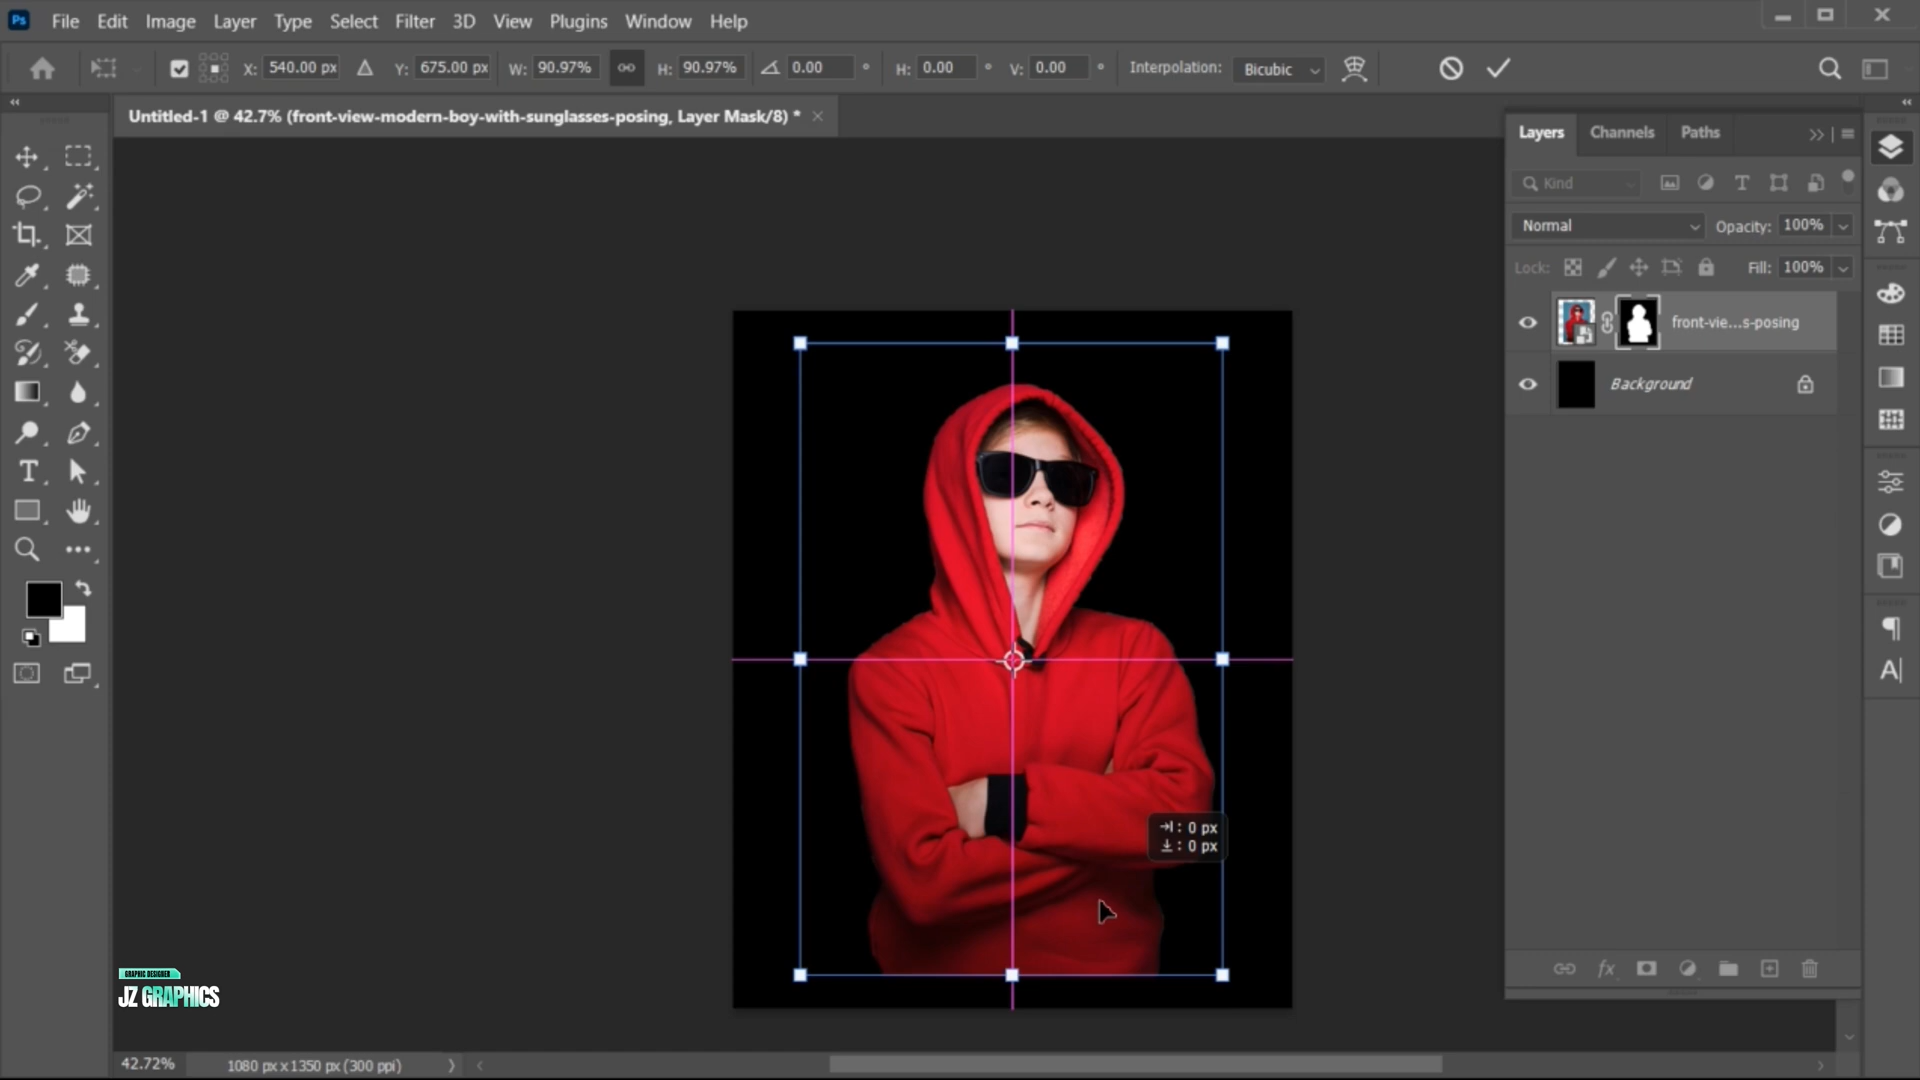 Ps File Edit Image Layer Type Select Filter 3D View Plugins Window Help
X: 540.00 px Y: 675.00 px W: 90.97% H: 90.97% 0.00 ° H: 0.00 ° V: 0.00 ° Interpolation: Bicubic
Untitled-1 @ 42.7% (front-view-modern-boy-with-sunglasses-posing, Layer Mask/8) * ×
Layers Channels Paths
Kind
Normal Opacity: 100%
Lock: Fill: 100%
front-vie...s-posing
Background
: 0 px
: 0 px
GRAPHIC DESIGNER
JZ GRAPHICS
42.72% 1080 px x 1350 px (300 ppi)